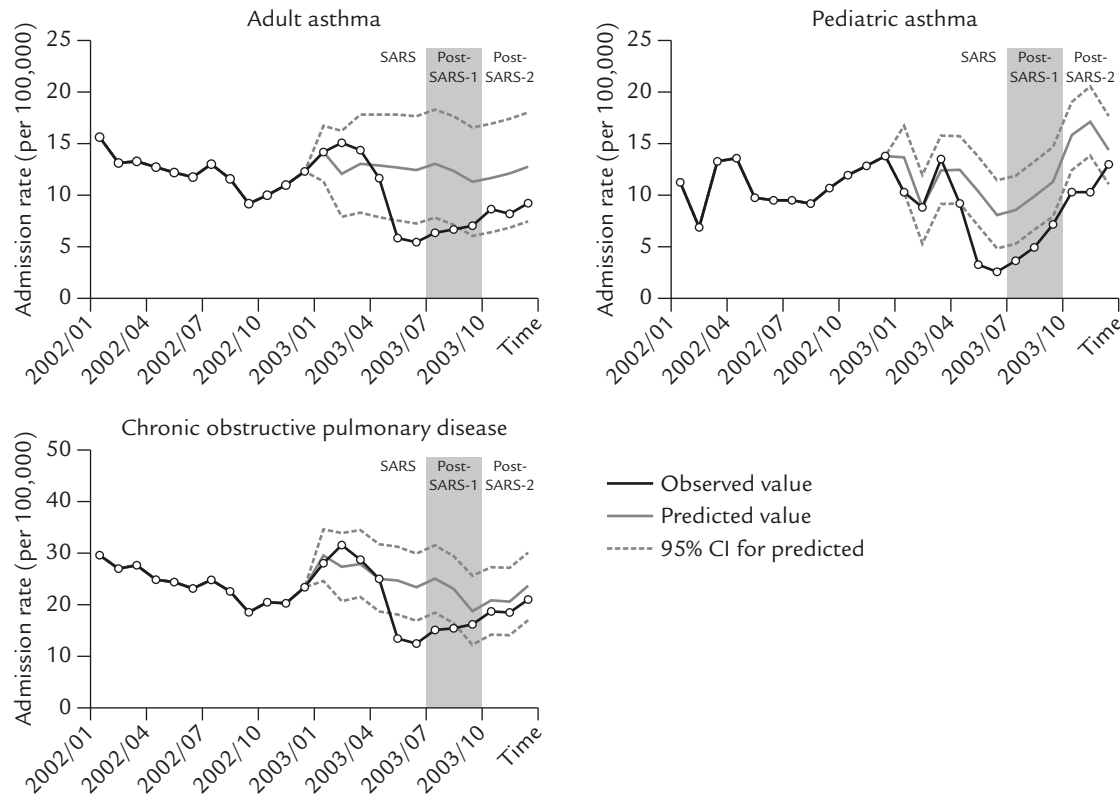 Adult asthma
Admission rate (per 100,000)
25
20
15
10
5
0
SARS
Post-
SARS-1
Post-
SARS-2
2002/01
2002/04
2002/07
2002/10
2003/01
2003/04
2003/07
2003/10
Time
Pediatric asthma
Admission rate (per 100,000)
25
20
15
10
5
0
SARS
Post-
SARS-1
Post-
SARS-2
2002/01
2002/04
2002/07
2002/10
2003/01
2003/04
2003/07
2003/10
Time
Chronic obstructive pulmonary disease
Admission rate (per 100,000)
50
40
30
20
10
0
SARS
Post-
SARS-1
Post-
SARS-2
2002/01
2002/04
2002/07
2002/10
2003/01
2003/04
2003/07
2003/10
Time
Observed value
Predicted value
95% CI for predicted